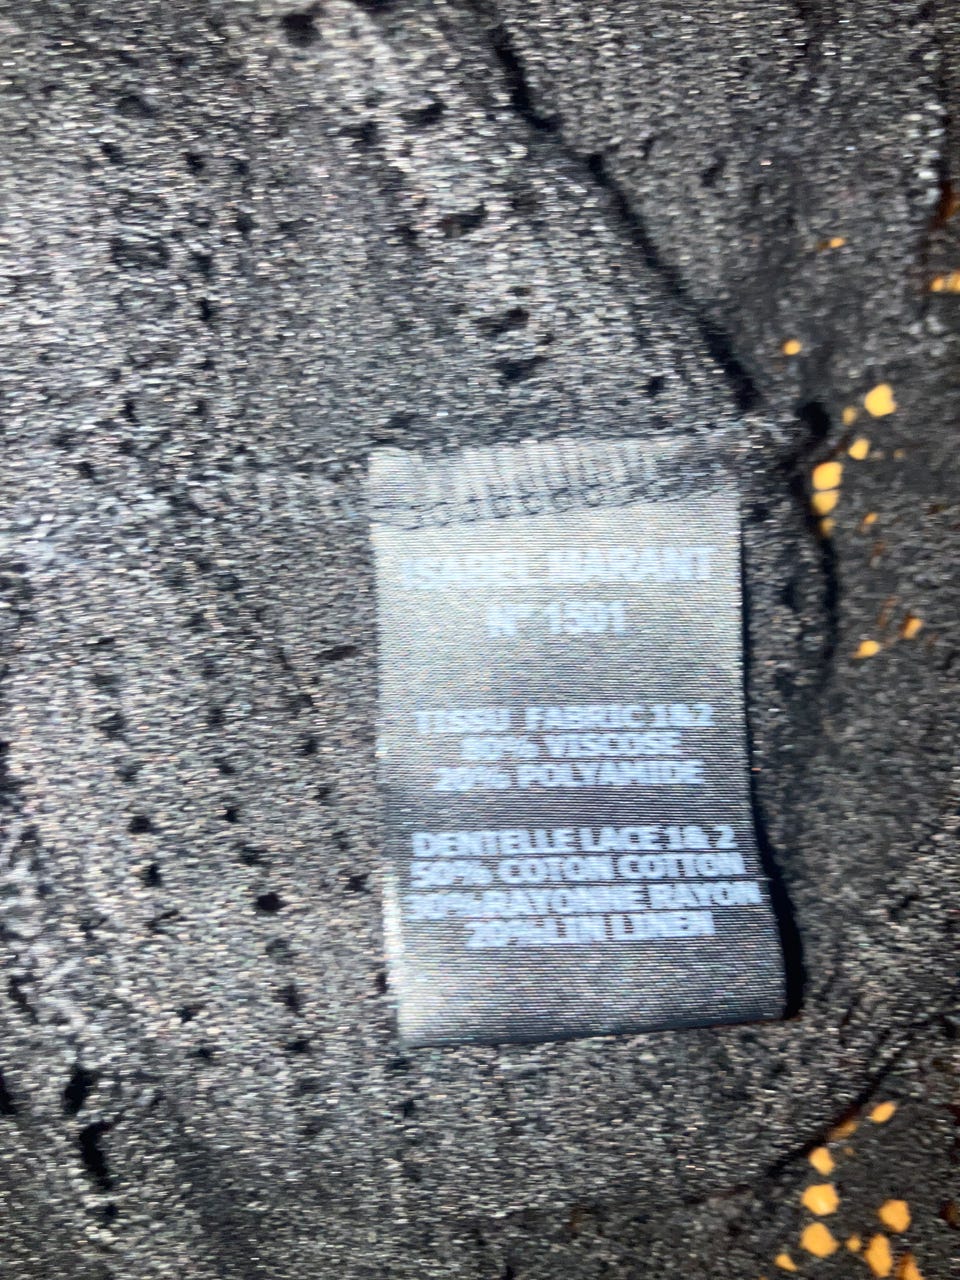 ISABEL MARANT
N° 1501
TISSU FABRIC 1&2
80% VISCOSE
20% POLYAMIDE
DENTELLE LACE 1& 2
50% COTON COTTON
30% RAYONNE RAYON
20% LIN LINEN